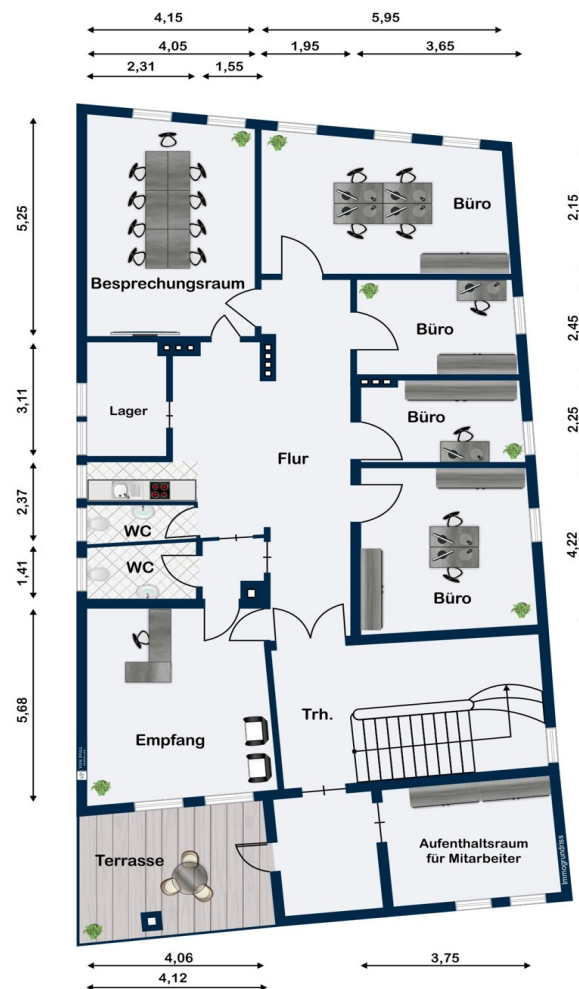 4,15
5,95
4,05
1,95
3,65
2,31
1,55
5,25
2,15
Büro
Besprechungsraum
Büro
2,45
3,11
Lager
Büro
2,25
Flur
2,37
WC
4,22
1,41
WC
Büro
5,68
Trh.
Empfang
Aufenthaltsraum
für Mitarbeiter
Terrasse
Immogrundriss
4,06
3,75
4,12